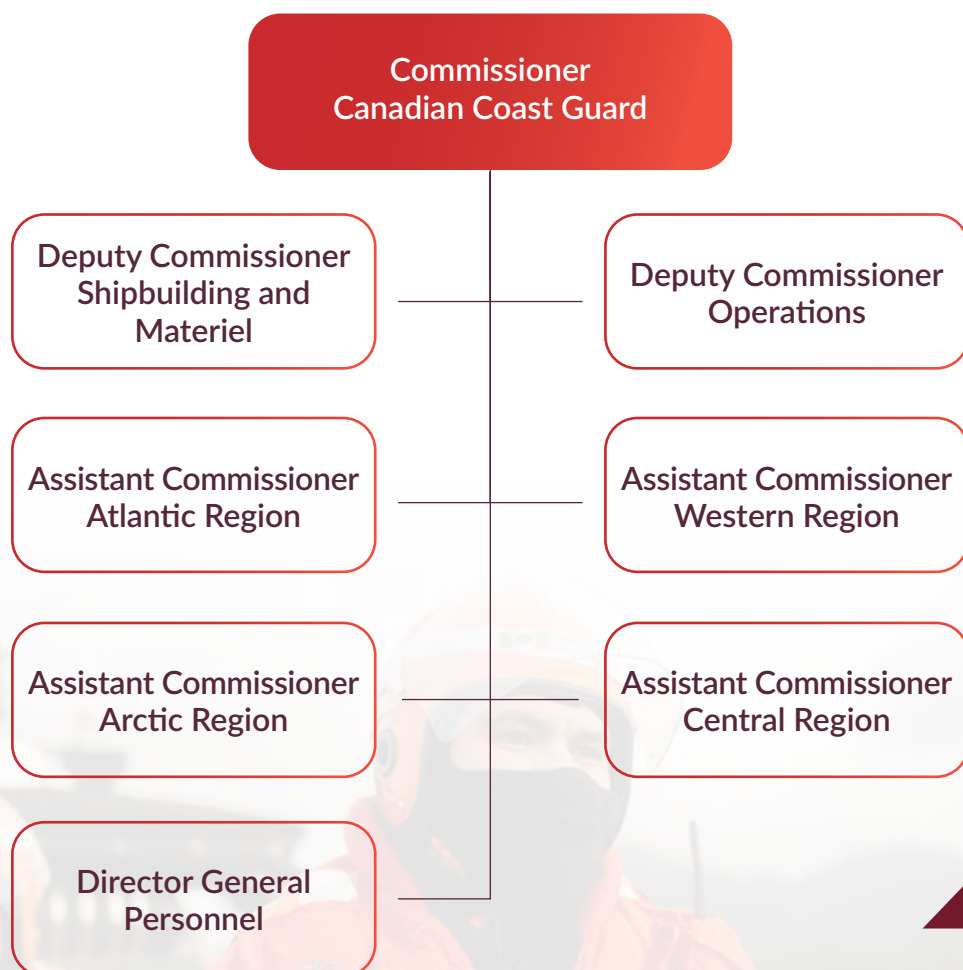 Commissioner
Canadian Coast Guard
Deputy Commissioner
Shipbuilding and
Materiel
Deputy Commissioner
Operations
Assistant Commissioner
Atlantic Region
Assistant Commissioner
Western Region
Assistant Commissioner
Arctic Region
Assistant Commissioner
Central Region
Director General
Personnel